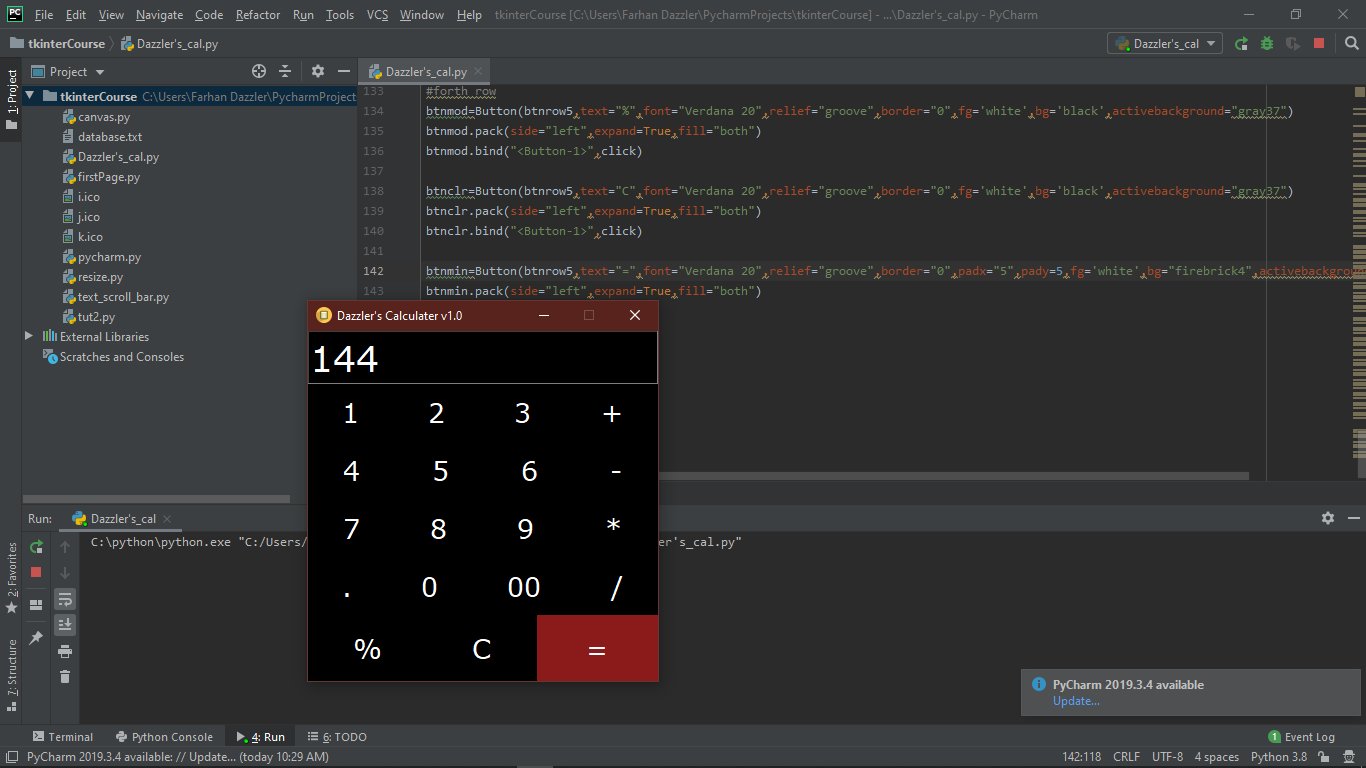 PC File Edit View Navigate Code Refactor Run Tools VCS Window Help tkinterCourse [C:\Users\Farhan Dazzler\PycharmProjects\tkinterCourse] - ...\Dazzler's_cal.py - PyCharm
tkinterCourse Dazzler's_cal.py Dazzler's_cal
1: Project
Project
Dazzler's_cal.py
tkinterCourse C:\Users\Farhan Dazzler\PycharmProject
canvas.py
database.txt
Dazzler's_cal.py
firstPage.py
i.ico
j.ico
k.ico
pycharm.py
resize.py
text_scroll_bar.py
tut2.py
External Libraries
Scratches and Consoles
133 #forth row
134 btnmod=Button(btnrow5,text="%",font="Verdana 20",relief="groove",border="0",fg='white',bg='black',activebackground="gray37")
135 btnmod.pack(side="left",expand=True,fill="both")
136 btnmod.bind("<Button-1>",click)
137
138 btnclr=Button(btnrow5,text="C",font="Verdana 20",relief="groove",border="0",fg='white',bg='black',activebackground="gray37")
139 btnclr.pack(side="left",expand=True,fill="both")
140 btnclr.bind("<Button-1>",click)
141
142 btnmin=Button(btnrow5,text="=",font="Verdana 20",relief="groove",border="0",padx="5",pady=5,fg='white',bg="firebrick4",activebackgroun
143 btnmin.pack(side="left",expand=True,fill="both")
Dazzler's Calculater v1.0
144
1 2 3 +
4 5 6 -
7 8 9 *
. 0 00 /
% C =
Run: Dazzler's_cal
C:\python\python.exe "C:/Users/
er's_cal.py"
2: Favorites
7: Structure
PyCharm 2019.3.4 available
Update...
Terminal Python Console 4: Run 6: TODO 1 Event Log
PyCharm 2019.3.4 available: // Update... (today 10:29 AM) 142:118 CRLF UTF-8 4 spaces Python 3.8